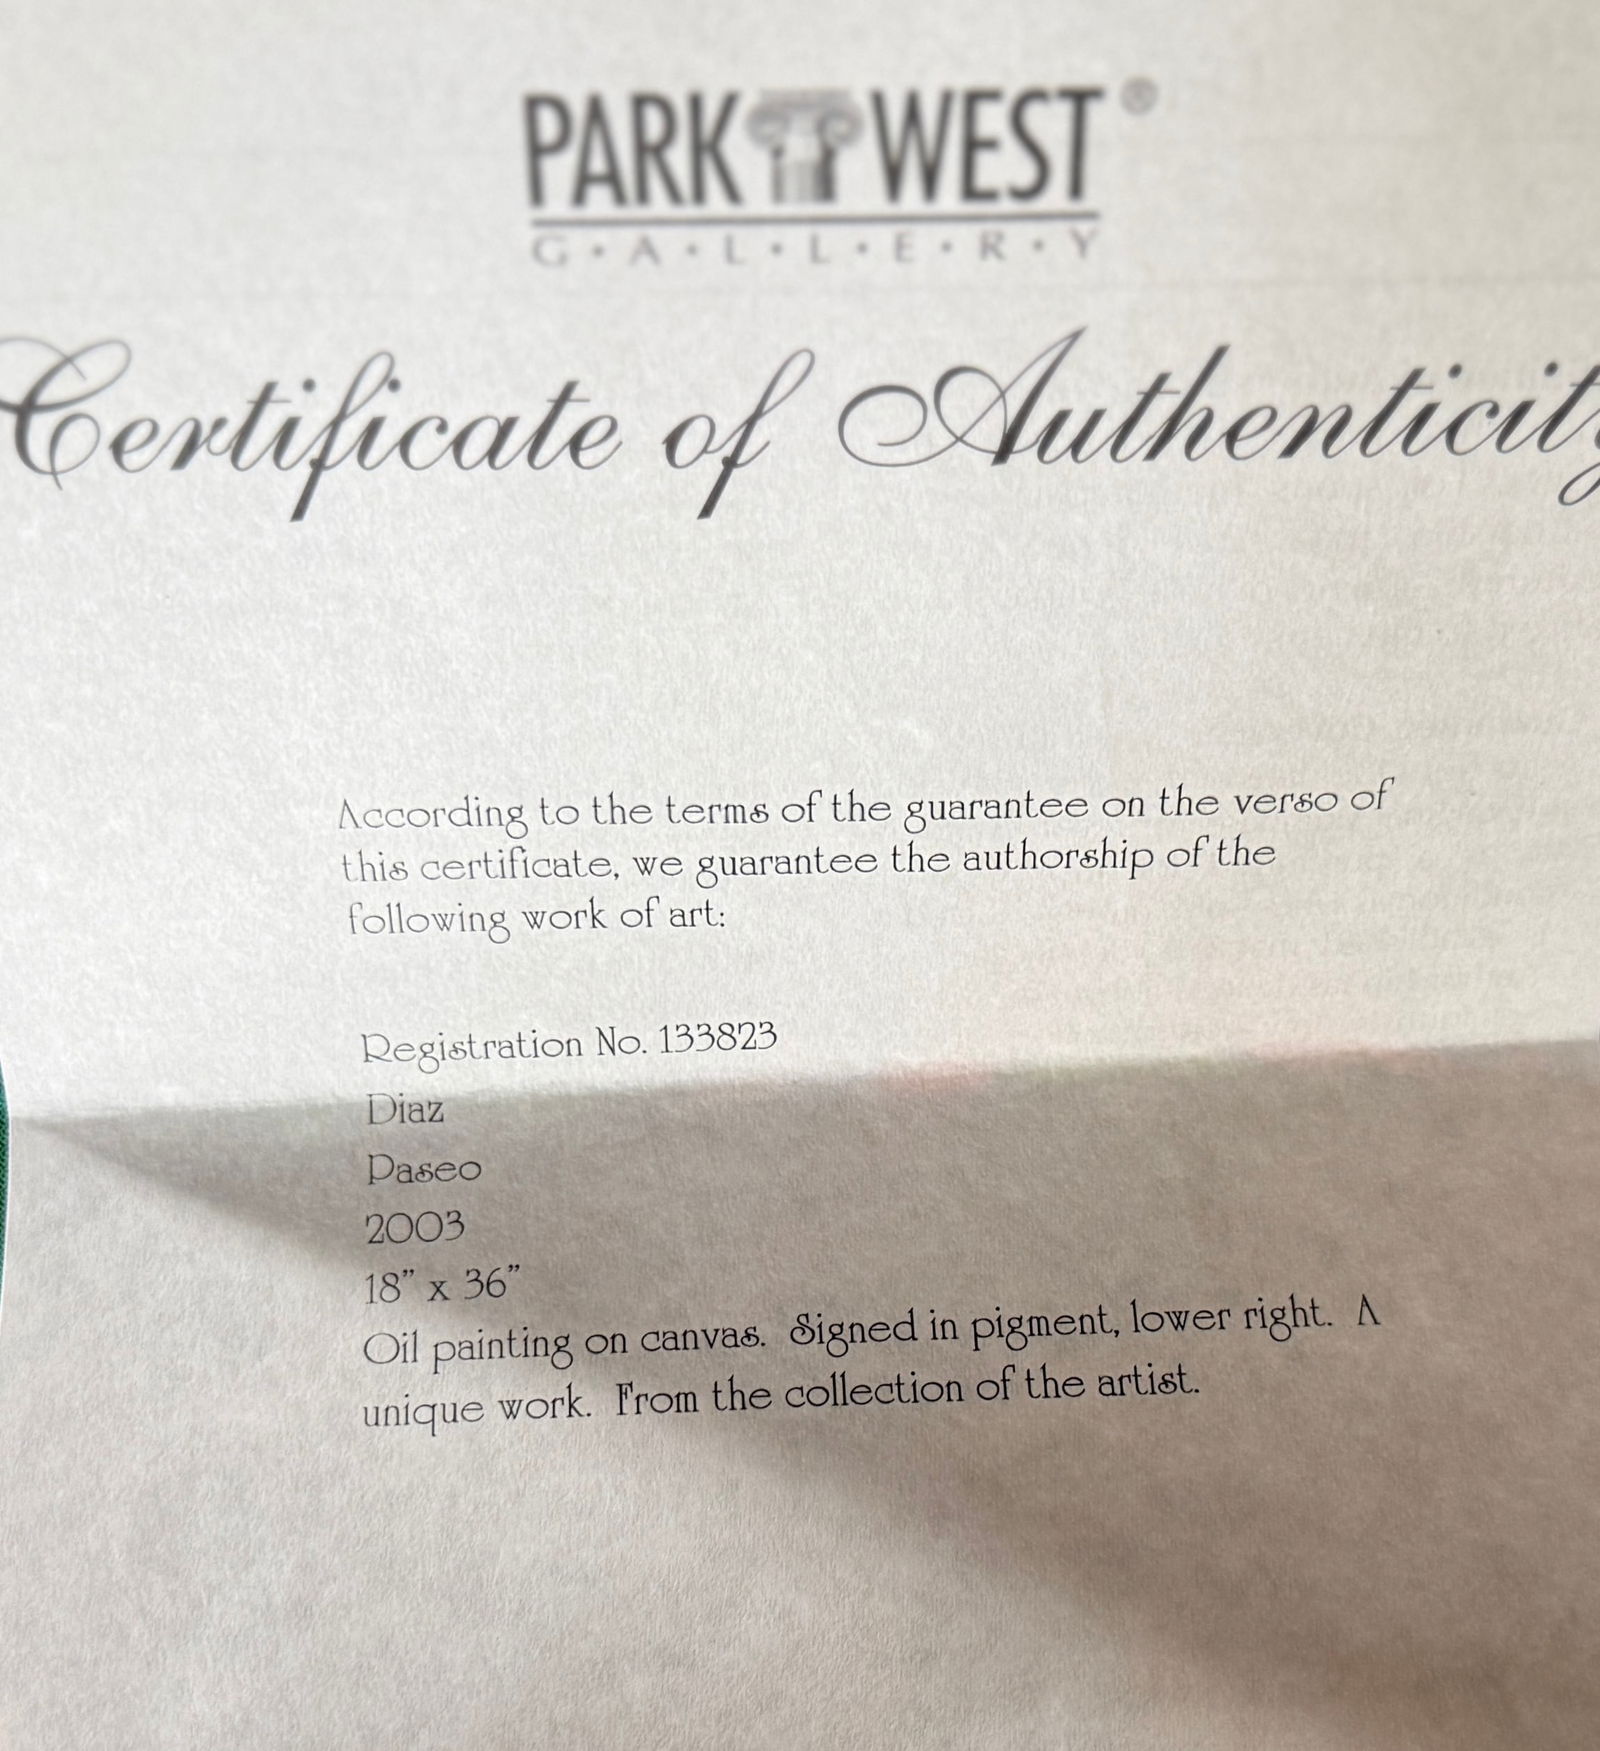 PARK WEST ®
G·A·L·L·E·R·Y
Certificate of Authenticity
According to the terms of the guarantee on the verso of
this certificate, we guarantee the authorship of the
following work of art:
Registration No. 133823
Diaz
Paseo
2003
18” x 36”
Oil painting on canvas. Signed in pigment, lower right. A
unique work. From the collection of the artist.